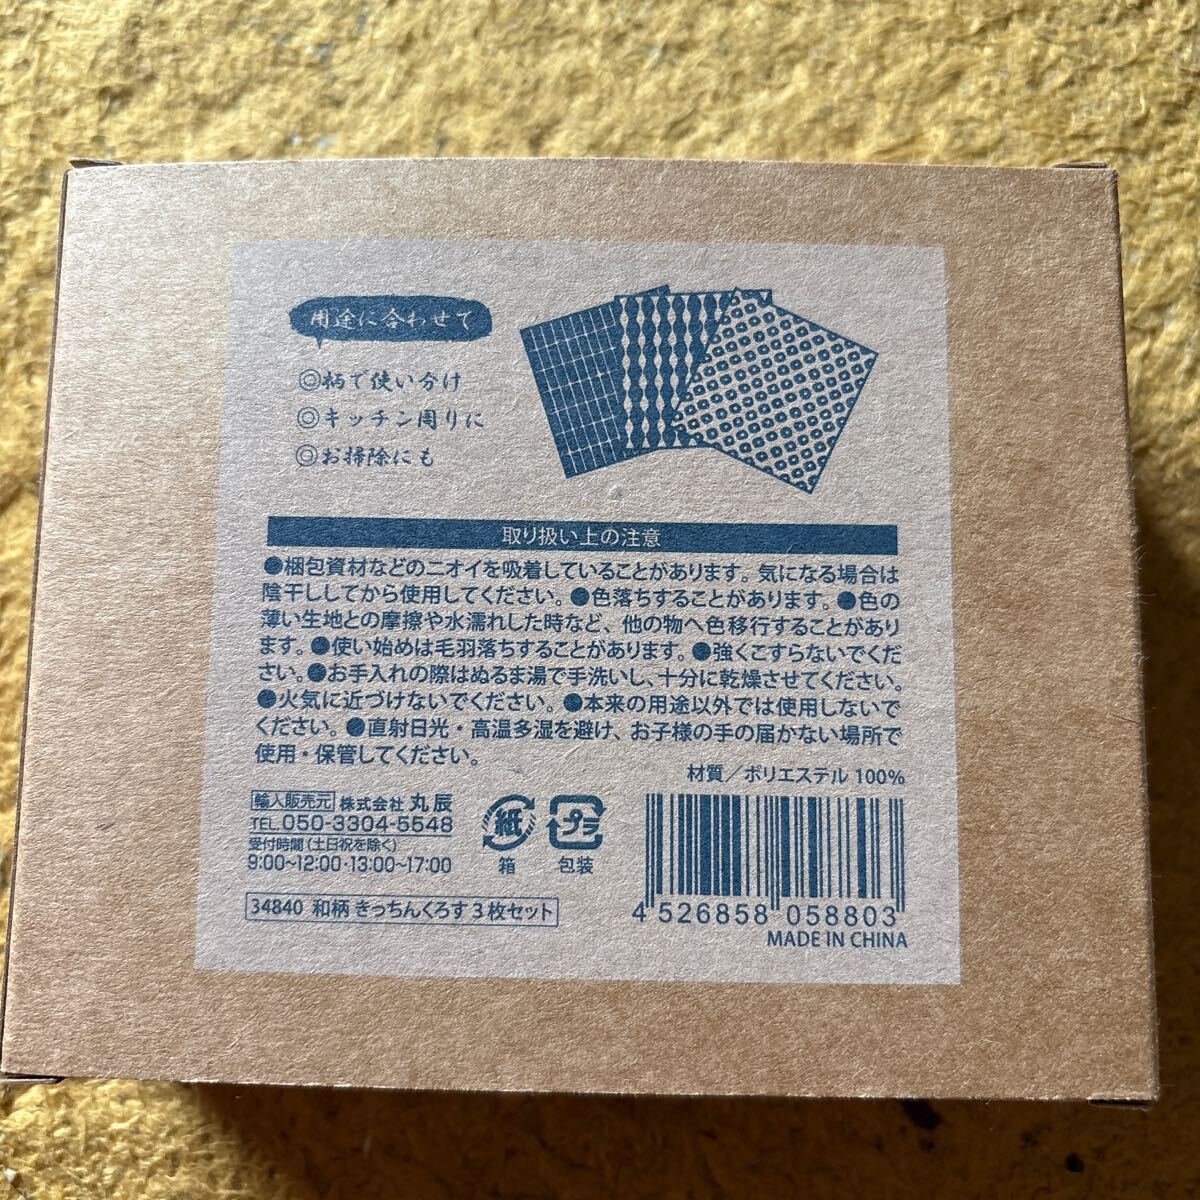 用途に合わせて
◎柄で使い分け
◎キッチン周りに
◎お掃除にも
取り扱い上の注意
●梱包資材などのニオイを吸着していることがあります。気になる場合は
陰干ししてから使用してください。●色落ちすることがあります。●色の
薄い生地との摩擦や水濡れした時など、他の物へ色移行することがあり
ます。●使い始めは毛羽落ちすることがあります。●強くこすらないでくだ
さい。●お手入れの際はぬるま湯で手洗いし、十分に乾燥させてください。
●火気に近づけないでください。●本来の用途以外では使用しないで
ください。●直射日光・高温多湿を避け、お子様の手の届かない場所で
使用・保管してください。
材質／ポリエステル 100%
輸入販売元 株式会社 丸辰
TEL.050-3304-5548
受付時間(土日祝を除く)
9:00~12:00・13:00~17:00
紙
箱
プラ
包装
34840 和柄 きっちんくろす 3枚セット
4 526858 058803
MADE IN CHINA